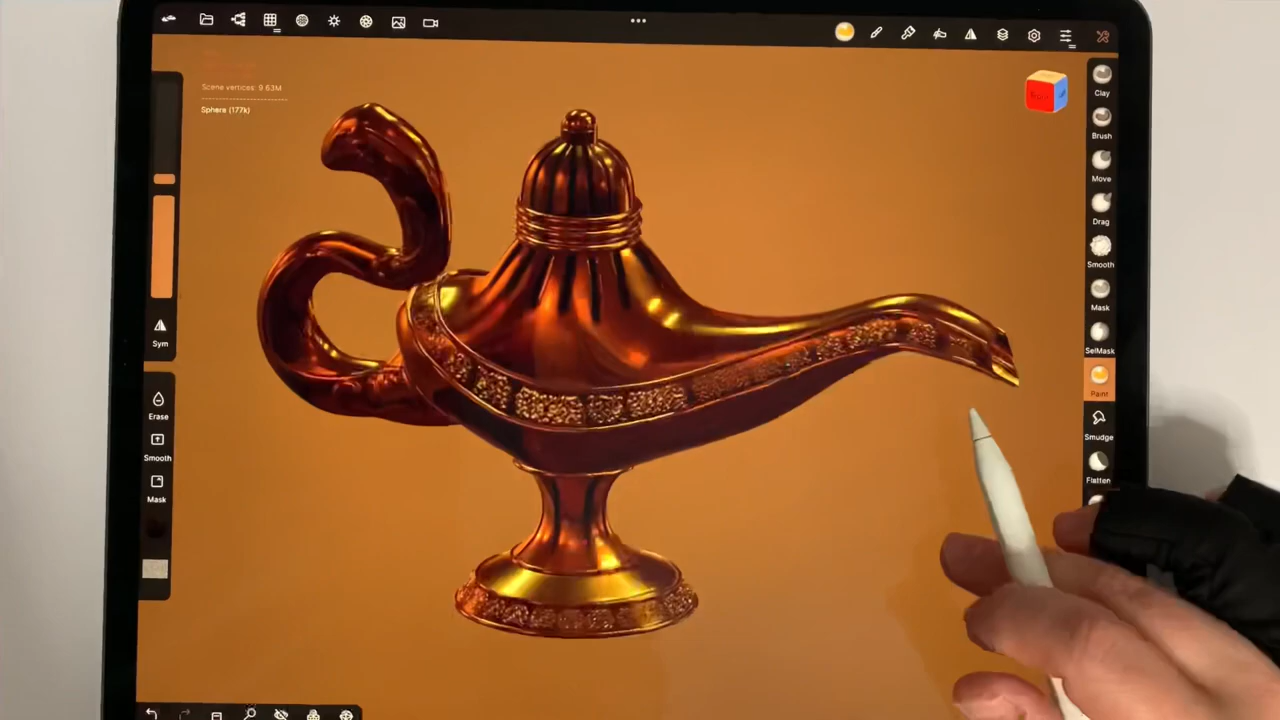 Scene vertices: 9.63M
Sphere (177k)
Sym
Erase
Smooth
Mask
Clay
Brush
Move
Drag
Smooth
Mask
SelMask
Paint
Smudge
Flatten